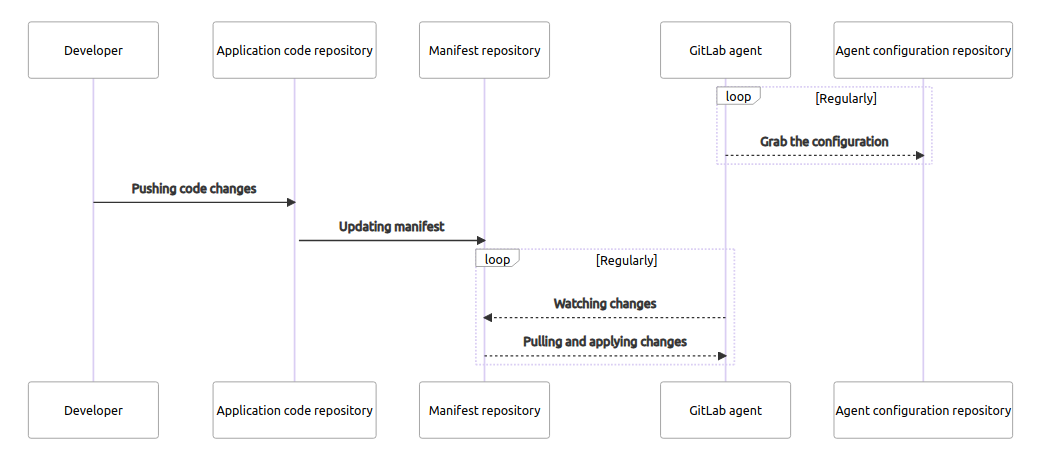 Developer
Application code repository
Manifest repository
GitLab agent
Agent configuration repository
loop
[Regularly]
Grab the configuration
Pushing code changes
Updating manifest
loop
[Regularly]
Watching changes
Pulling and applying changes
Developer
Application code repository
Manifest repository
GitLab agent
Agent configuration repository